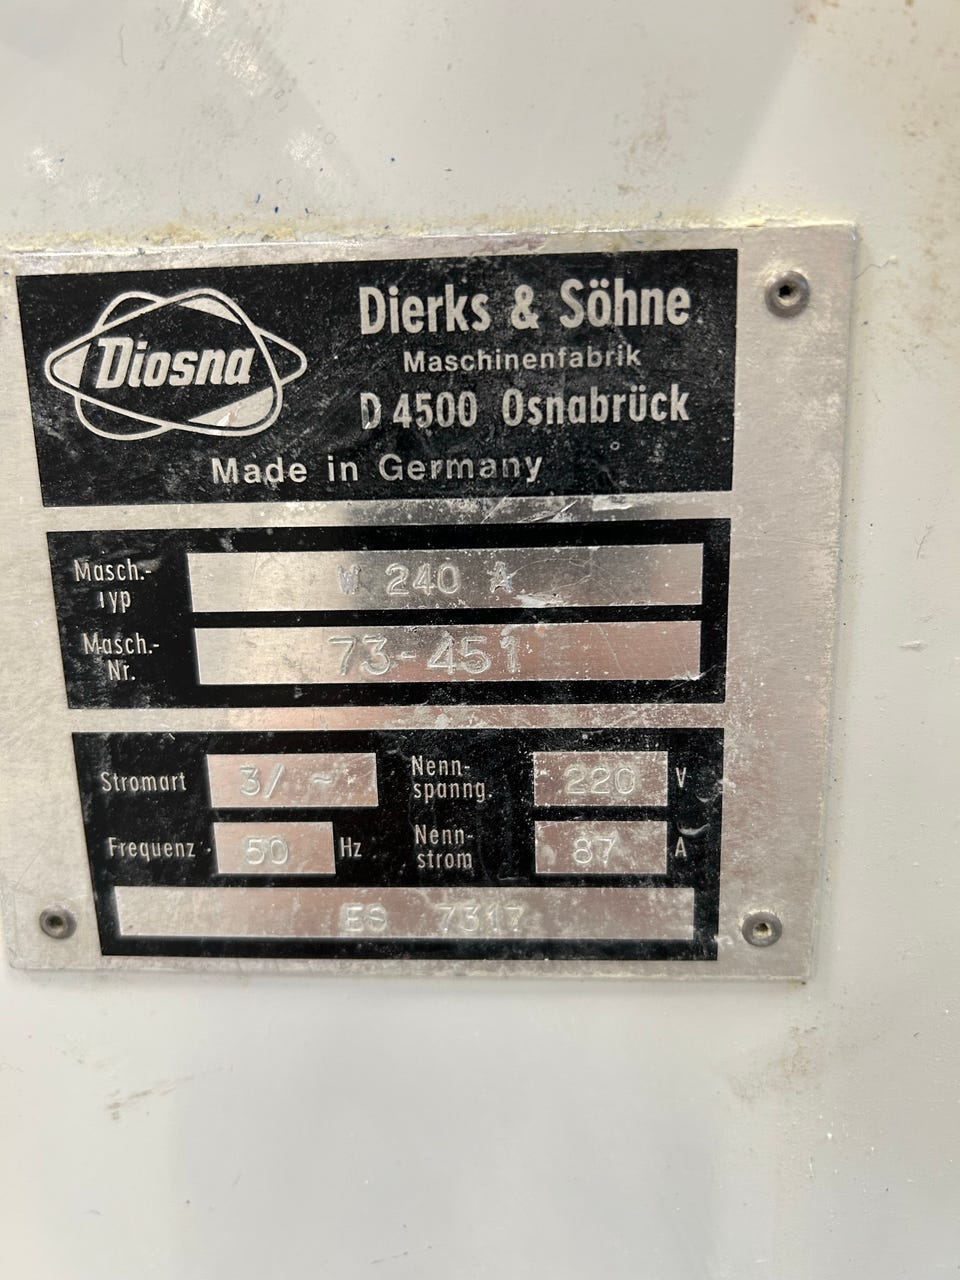 Diosna
Dierks & Söhne
Maschinenfabrik
D 4500 Osnabrück
Made in Germany
Masch.-
Typ
W 240 A
Masch.-
Nr.
73-451
Stromart 3/ ~
Nenn-
spanng. 220 V
Frequenz 50 Hz
Nenn-
strom 87 A
ES 7317